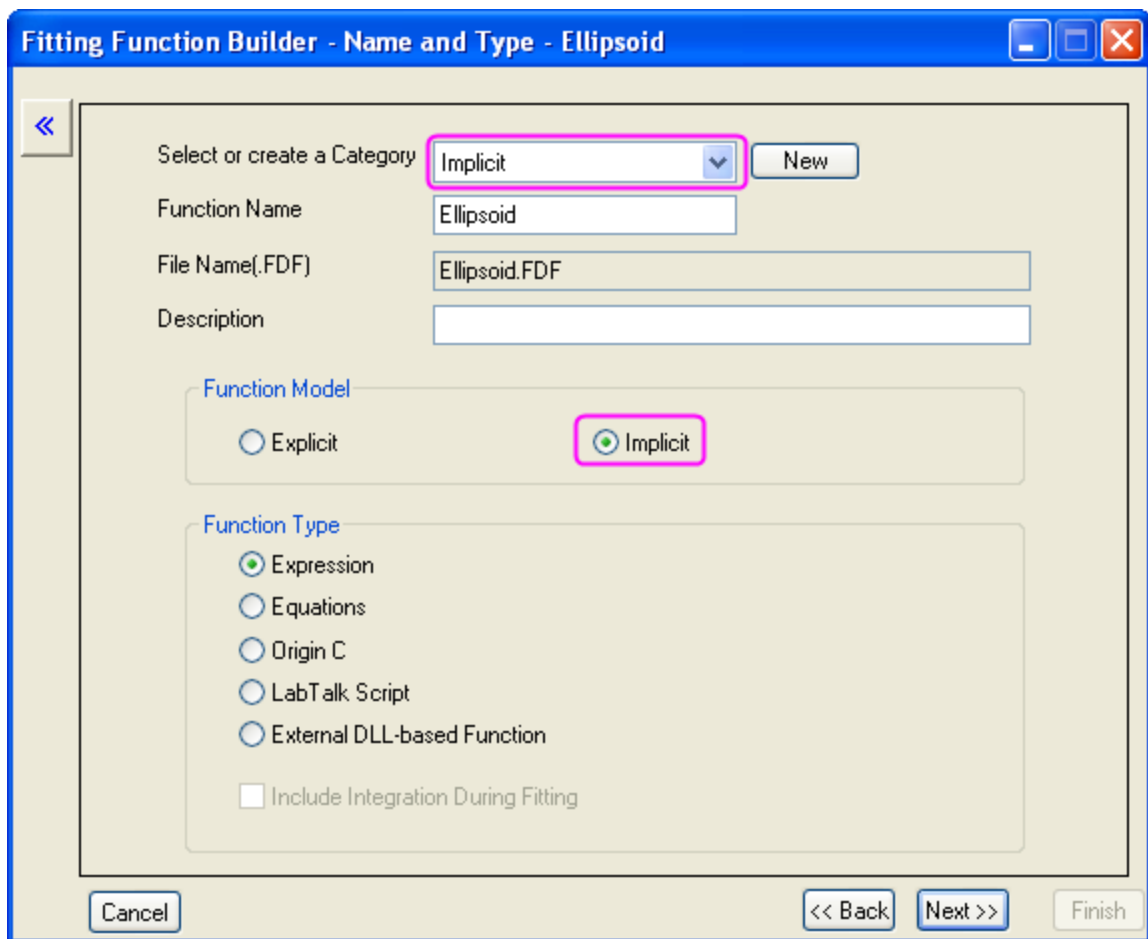 Fitting Function Builder - Name and Type - Ellipsoid
Select or create a Category Implicit New
Function Name Ellipsoid
File Name(.FDF) Ellipsoid.FDF
Description
Function Model
Explicit Implicit
Function Type
Expression
Equations
Origin C
LabTalk Script
External DLL-based Function
Include Integration During Fitting
Cancel << Back Next >> Finish